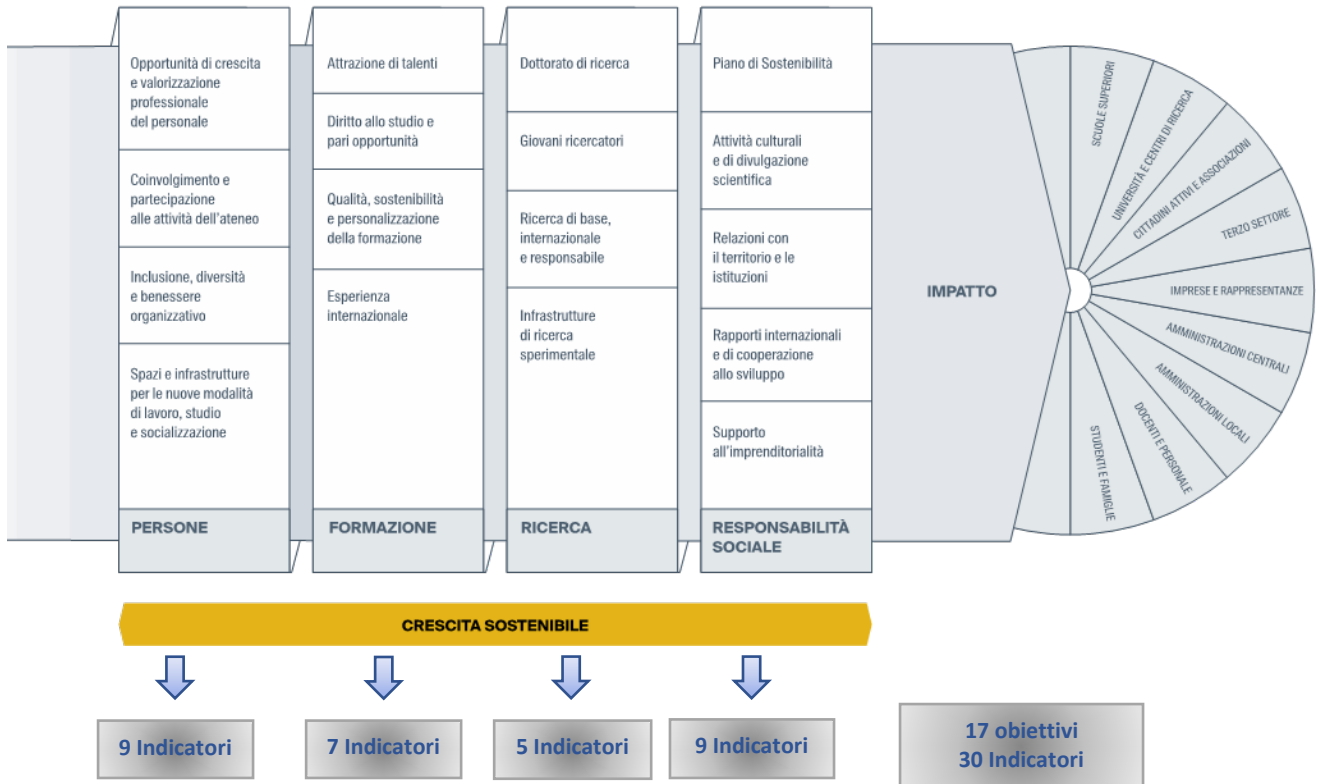 Opportunità di crescita
e valorizzazione
professionale
del personale
Coinvolgimento e
partecipazione
alle attività dell'ateneo
Inclusione, diversità
e benessere
organizzativo
Spazi e infrastrutture
per le nuove modalità
di lavoro, studio
e socializzazione
PERSONE
Attrazione di talenti
Diritto allo studio e
pari opportunità
Qualità, sostenibilità
e personalizzazione
della formazione
Esperienza
internazionale
FORMAZIONE
Dottorato di ricerca
Giovani ricercatori
Ricerca di base,
internazionale
e responsabile
Infrastrutture
di ricerca
sperimentale
RICERCA
Piano di Sostenibilità
Attività culturali
e di divulgazione
scientifica
Relazioni con
il territorio e le
istituzioni
Rapporti internazionali
e di cooperazione
allo sviluppo
Supporto
all'imprenditorialità
RESPONSABILITÀ
SOCIALE
IMPATTO
SCUOLE SUPERIORI
UNIVERSITÀ E CENTRI DI RICERCA
CITTADINI ATTIVI E ASSOCIAZIONI
TERZO SETTORE
IMPRESE E RAPPRESENTANZE
AMMINISTRAZIONI CENTRALI
AMMINISTRAZIONI LOCALI
DOCENTI E PERSONALE
STUDENTI E FAMIGLIE
CRESCITA SOSTENIBILE
9 Indicatori
7 Indicatori
5 Indicatori
9 Indicatori
17 obiettivi
30 Indicatori